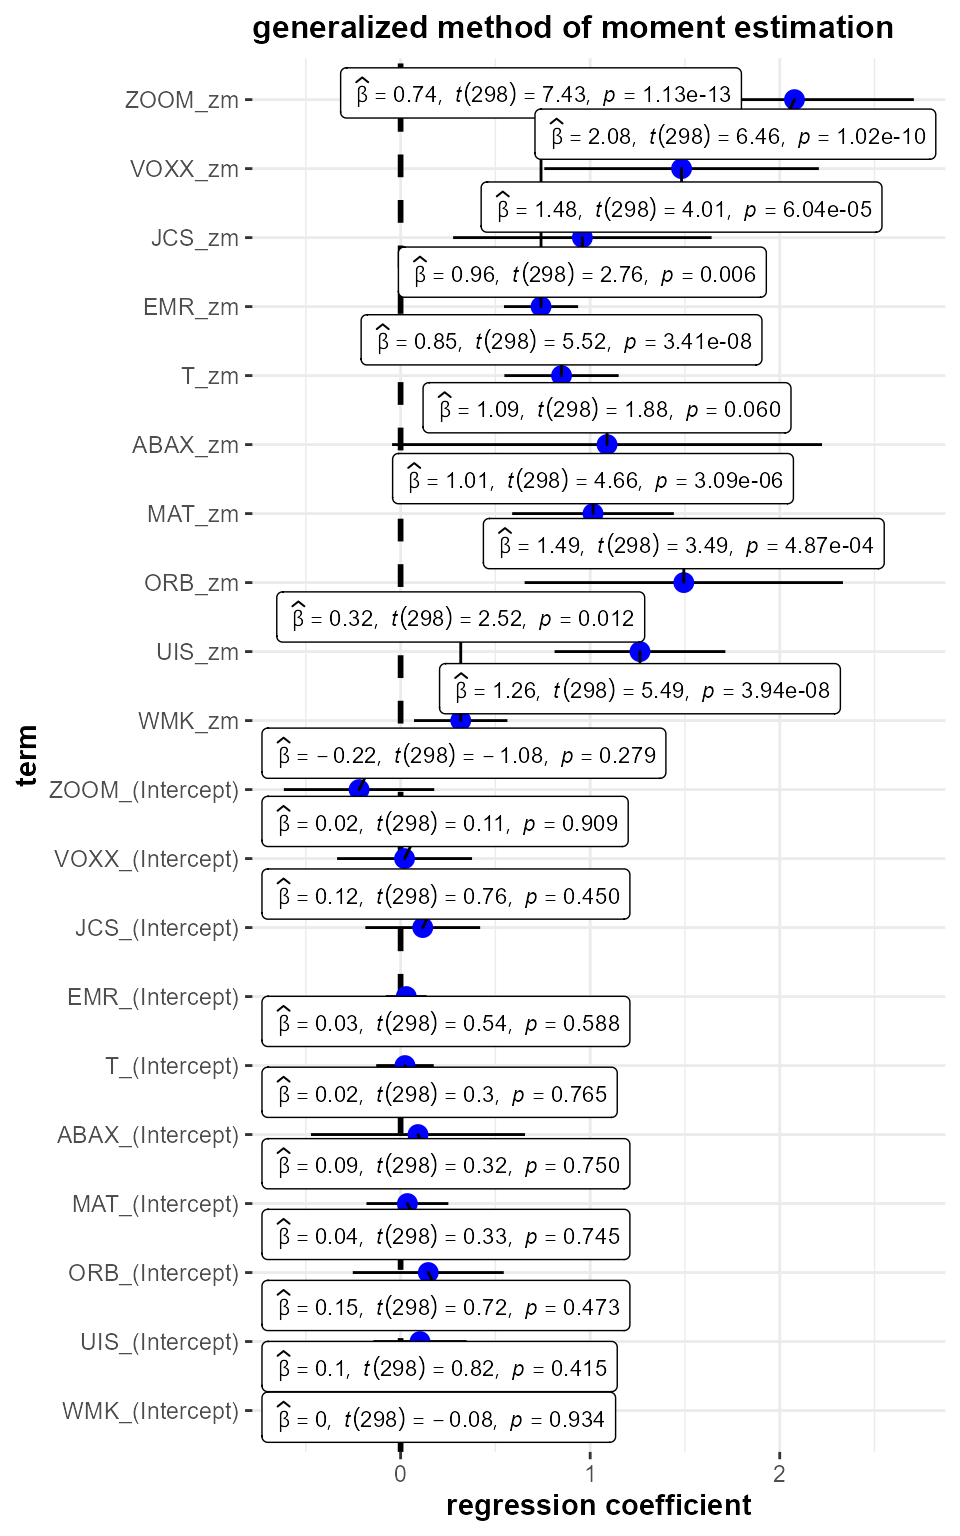 generalized method of moment estimation
ZOOM_zm
β̂ = 0.74, t(298) = 7.43, p = 1.13e-13
β̂ = 2.08, t(298) = 6.46, p = 1.02e-10
VOXX_zm
β̂ = 1.48, t(298) = 4.01, p = 6.04e-05
JCS_zm
β̂ = 0.96, t(298) = 2.76, p = 0.006
EMR_zm
β̂ = 0.85, t(298) = 5.52, p = 3.41e-08
T_zm
β̂ = 1.09, t(298) = 1.88, p = 0.060
ABAX_zm
β̂ = 1.01, t(298) = 4.66, p = 3.09e-06
MAT_zm
β̂ = 1.49, t(298) = 3.49, p = 4.87e-04
ORB_zm
β̂ = 0.32, t(298) = 2.52, p = 0.012
UIS_zm
β̂ = 1.26, t(298) = 5.49, p = 3.94e-08
WMK_zm
β̂ = −0.22, t(298) = −1.08, p = 0.279
ZOOM_(Intercept)
β̂ = 0.02, t(298) = 0.11, p = 0.909
VOXX_(Intercept)
β̂ = 0.12, t(298) = 0.76, p = 0.450
JCS_(Intercept)
EMR_(Intercept)
β̂ = 0.03, t(298) = 0.54, p = 0.588
T_(Intercept)
β̂ = 0.02, t(298) = 0.3, p = 0.765
ABAX_(Intercept)
β̂ = 0.09, t(298) = 0.32, p = 0.750
MAT_(Intercept)
β̂ = 0.04, t(298) = 0.33, p = 0.745
ORB_(Intercept)
β̂ = 0.15, t(298) = 0.72, p = 0.473
UIS_(Intercept)
β̂ = 0.1, t(298) = 0.82, p = 0.415
WMK_(Intercept)
β̂ = 0, t(298) = −0.08, p = 0.934
term
0 1 2
regression coefficient